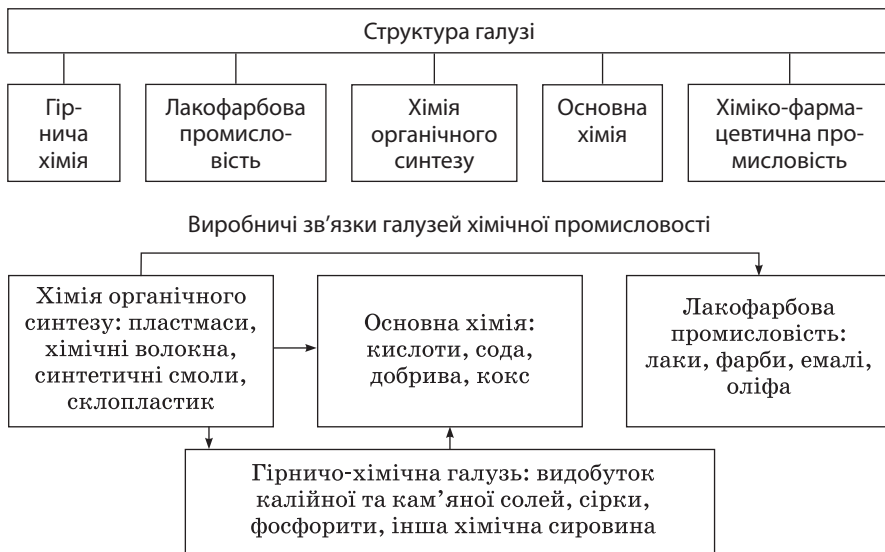 Структура галузі
Гір-
нича
хімія
Лакофарбова
промисло-
вість
Хімія
органічного
синтезу
Основна
хімія
Хіміко-фарма-
цевтична про-
мисловість
Виробничі зв'язки галузей хімічної промисловості
Хімія органічного
синтезу: пластмаси,
хімічні волокна,
синтетичні смоли,
склопластик
Основна хімія:
кислоти, сода,
добрива, кокс
Лакофарбова
промисловість:
лаки, фарби, емалі,
оліфа
Гірничо-хімічна галузь: видобуток
калійної та кам’яної солей, сірки,
фосфорити, інша хімічна сировина